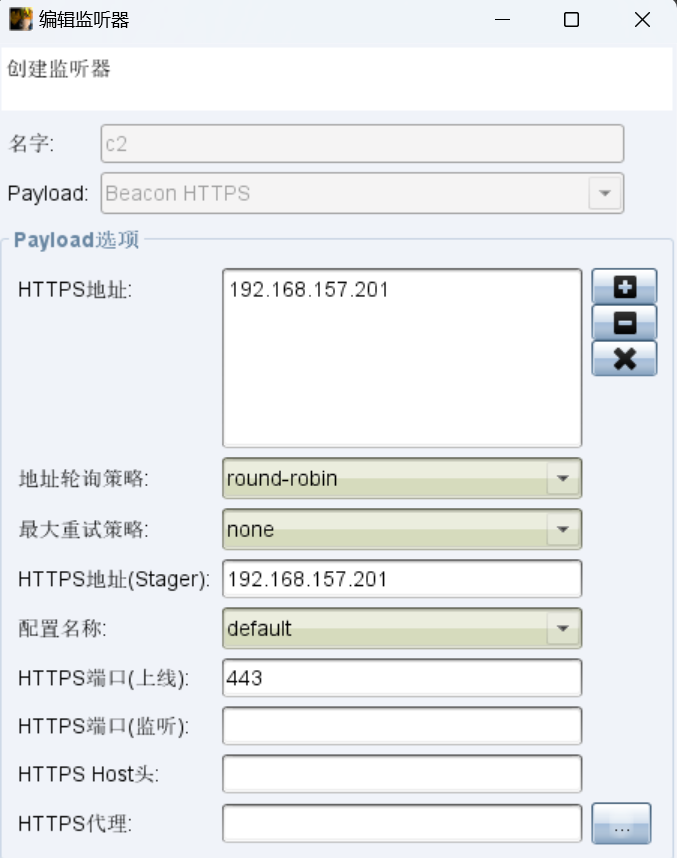 编辑监听器
创建监听器
名字: c2
Payload: Beacon HTTPS
Payload选项
HTTPS地址: 192.168.157.201
地址轮询策略: round-robin
最大重试策略: none
HTTPS地址(Stager): 192.168.157.201
配置名称: default
HTTPS端口(上线): 443
HTTPS端口(监听):
HTTPS Host头:
HTTPS代理: ...